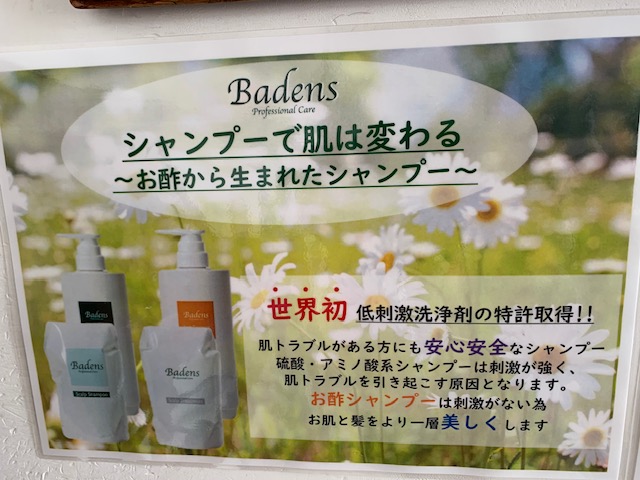 Badens
Professional Care
シャンプーで肌は変わる
~お酢から生まれたシャンプー~
世界初 低刺激洗浄剤の特許取得!!
肌トラブルがある方にも安心安全なシャンプー
硫酸・アミノ酸系シャンプーは刺激が強く、
肌トラブルを引き起こす原因となります。
お酢シャンプーは刺激がない為
お肌と髪をより一層美しくします
Badens
Badens
Badens
Scalp Shampoo
Badens